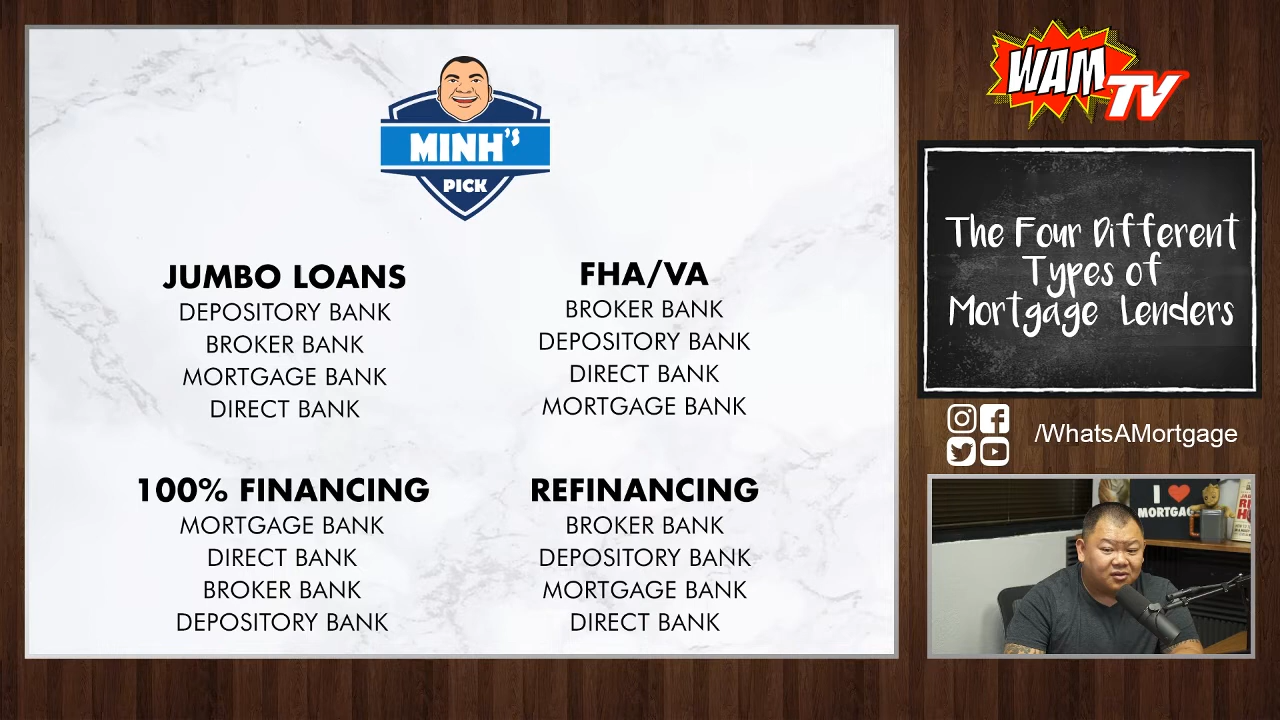 MINH'S
PICK
JUMBO LOANS
DEPOSITORY BANK
BROKER BANK
MORTGAGE BANK
DIRECT BANK
FHA/VA
BROKER BANK
DEPOSITORY BANK
DIRECT BANK
MORTGAGE BANK
100% FINANCING
MORTGAGE BANK
DIRECT BANK
BROKER BANK
DEPOSITORY BANK
REFINANCING
BROKER BANK
DEPOSITORY BANK
MORTGAGE BANK
DIRECT BANK
WAM
TV
The Four Different
Types of
Mortgage Lenders
/WhatsAMortgage
I
MORTGAG